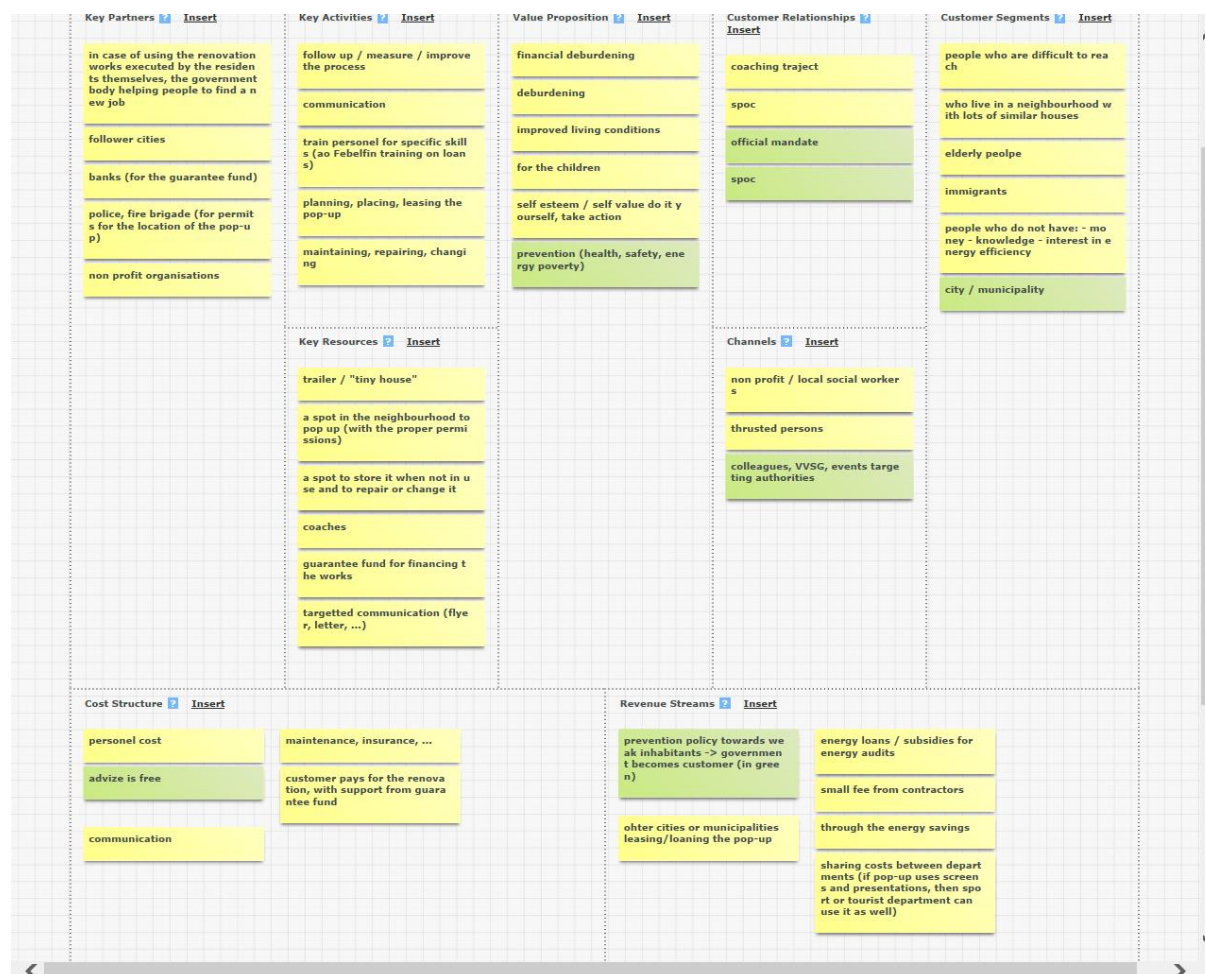 Key Partners ? Insert
in case of using the renovation
works executed by the residen
ts themselves, the government
body helping people to find a n
ew job
follower cities
banks (for the guarantee fund)
police, fire brigade (for permit
s for the location of the pop-u
p)
non profit organisations
Key Activities ? Insert
follow up / measure / improve
the process
communication
train personel for specific skill
s (ao Febelfin training on loan
s)
planning, placing, leasing the
pop-up
maintaining, repairing, changi
ng
Key Resources ? Insert
trailer / "tiny house"
a spot in the neighbourhood to
pop up (with the proper permi
ssions)
a spot to store it when not in u
se and to repair or change it
coaches
guarantee fund for financing t
he works
targetted communication (flye
r, letter, ...)
Value Proposition ? Insert
financial deburdening
deburdening
improved living conditions
for the children
self esteem / self value do it y
ourself, take action
prevention (health, safety, ene
rgy poverty)
Customer Relationships ?
Insert
coaching traject
spoc
official mandate
spoc
Channels ? Insert
non profit / local social worker
s
thrusted persons
colleagues, VVSG, events targe
ting authorities
Customer Segments ? Insert
people who are difficult to rea
ch
who live in a neighbourhood w
ith lots of similar houses
elderly peolpe
immigrants
people who do not have: - mo
ney - knowledge - interest in e
nergy efficiency
city / municipality
Cost Structure ? Insert
personel cost
advize is free
communication
maintenance, insurance, ...
customer pays for the renova
tion, with support from guara
ntee fund
Revenue Streams ? Insert
prevention policy towards we
ak inhabitants -> governmen
t becomes customer (in gree
n)
ohter cities or municipalities
leasing/loaning the pop-up
energy loans / subsidies for
energy audits
small fee from contractors
through the energy savings
sharing costs between depart
ments (if pop-up uses screen
s and presentations, then spo
rt or tourist department can
use it as well)